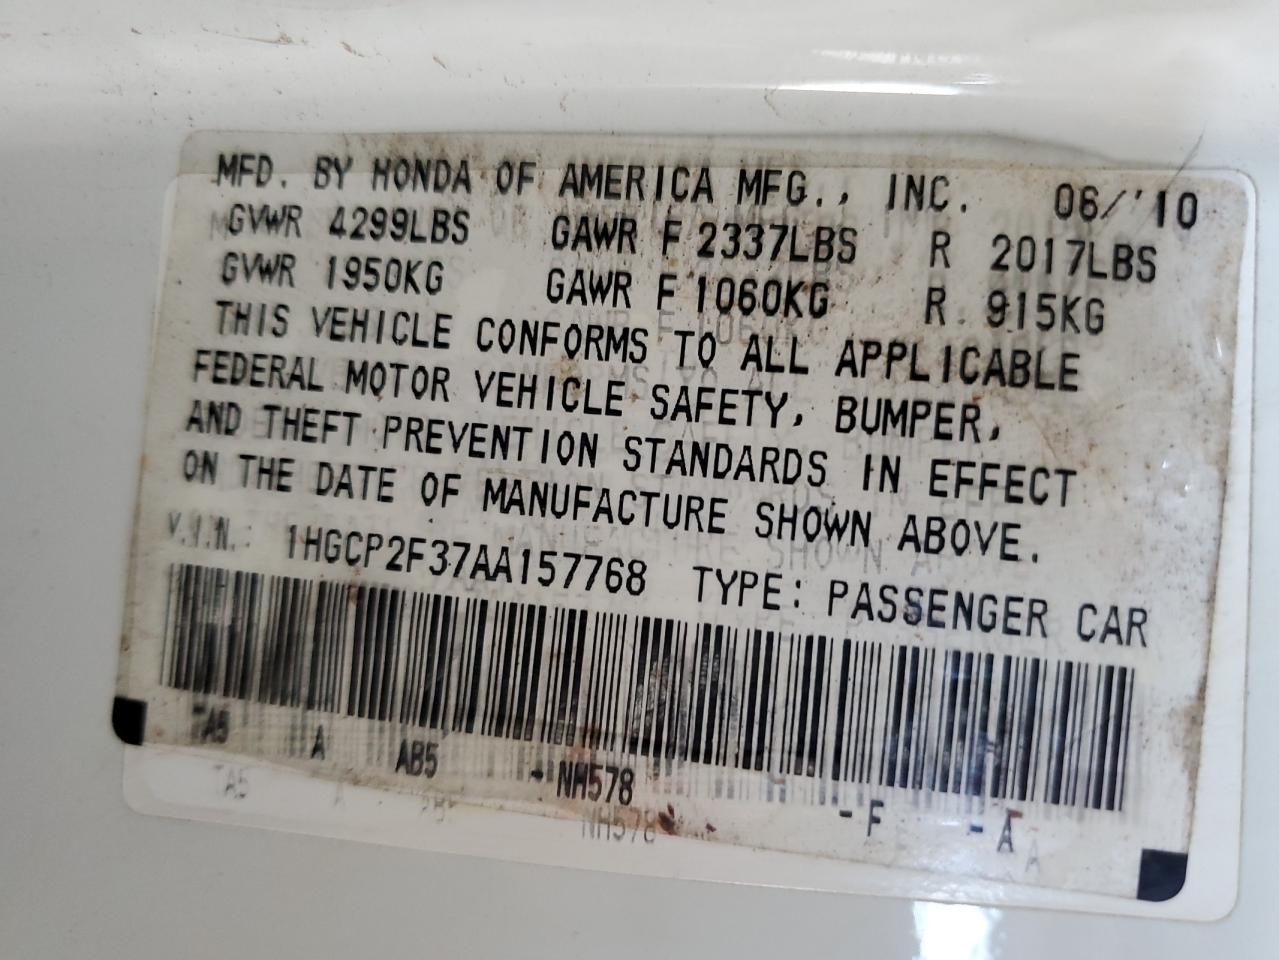 MFD. BY HONDA OF AMERICA MFG., INC. 06/'10
GVWR 4299LBS GAWR F 2337LBS R 2017LBS
GVWR 1950KG GAWR F 1060KG R 915KG
THIS VEHICLE CONFORMS TO ALL APPLICABLE
FEDERAL MOTOR VEHICLE SAFETY, BUMPER,
AND THEFT PREVENTION STANDARDS IN EFFECT
ON THE DATE OF MANUFACTURE SHOWN ABOVE.
V.I.N.: 1HGCP2F37AA157768 TYPE: PASSENGER CAR
TA5 A AB5 -NH578 -F -A